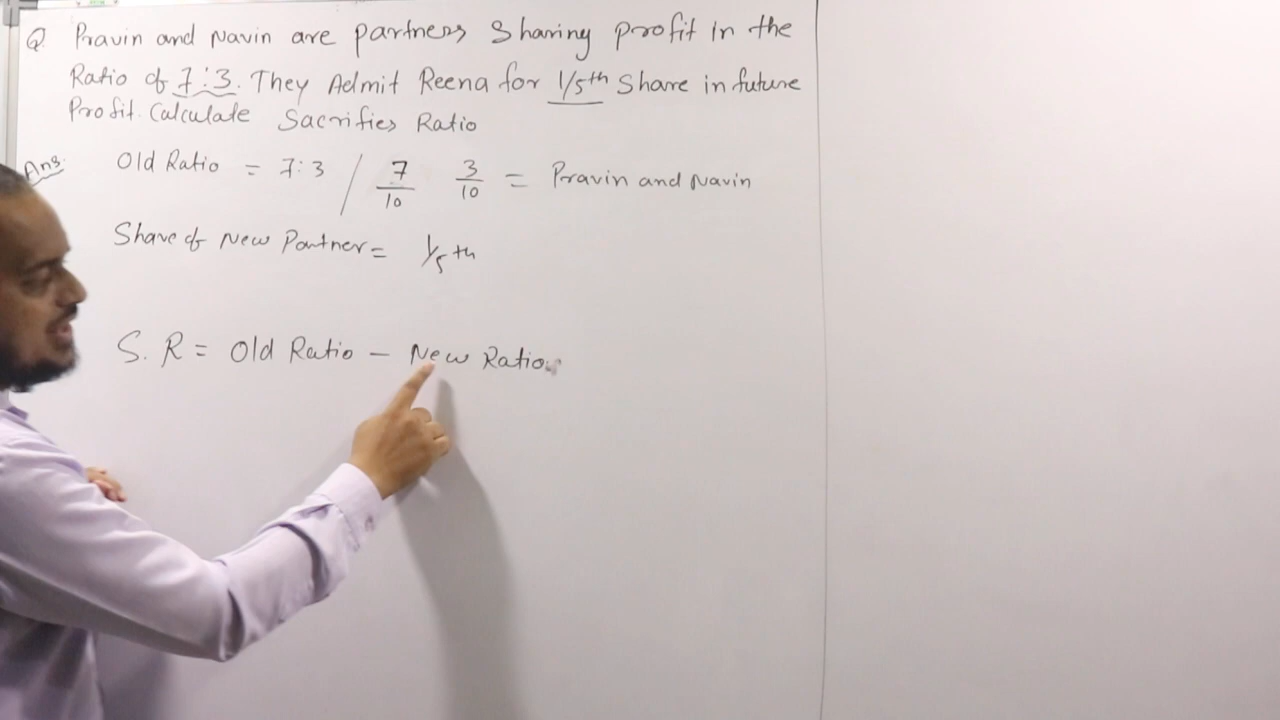 Q. Pravin and Navin are partners Sharing profit in the
Ratio of 7:3. They Admit Reena for 1/5th Share in future
Profit. Calculate Sacrifies Ratio
Ans. Old Ratio = 7:3 / 7/10 3/10 = Pravin and Navin
Share of New Partner = 1/5th
S. R = Old Ratio - New Ratio